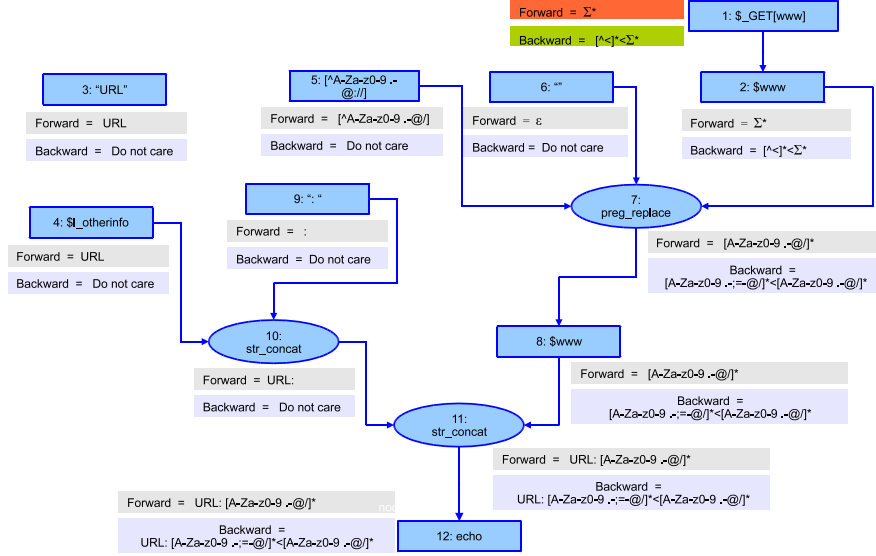 Forward = Σ*
1: $_GET[www]
Backward = [^<]*<Σ*
3: “URL”
5: [^A-Za-z0-9 .-
@://]
6: “”
2: $www
Forward = URL
Forward = [^A-Za-z0-9 .-@/]
Forward = ε
Forward = Σ*
Backward = Do not care
Backward = Do not care
Backward = Do not care
Backward = [^<]*<Σ*
9: “: “
4: $l_otherinfo
7:
preg_replace
Forward = :
Forward = URL
Forward = [A-Za-z0-9 .-@/]*
Backward = Do not care
Backward = Do not care
Backward =
[A-Za-z0-9 .-;=-@/]*<[A-Za-z0-9 .-@/]*
10:
str_concat
8: $www
Forward = URL:
Forward = [A-Za-z0-9 .-@/]*
Backward = Do not care
Backward =
[A-Za-z0-9 .-;=-@/]*<[A-Za-z0-9 .-@/]*
11:
str_concat
Forward = URL: [A-Za-z0-9 .-@/]*
Backward =
URL: [A-Za-z0-9 .-;=-@/]*<[A-Za-z0-9 .-@/]*
Forward = URL: [A-Za-z0-9 .-@/]*
Backward =
URL: [A-Za-z0-9 .-;=-@/]*<[A-Za-z0-9 .-@/]*
12: echo